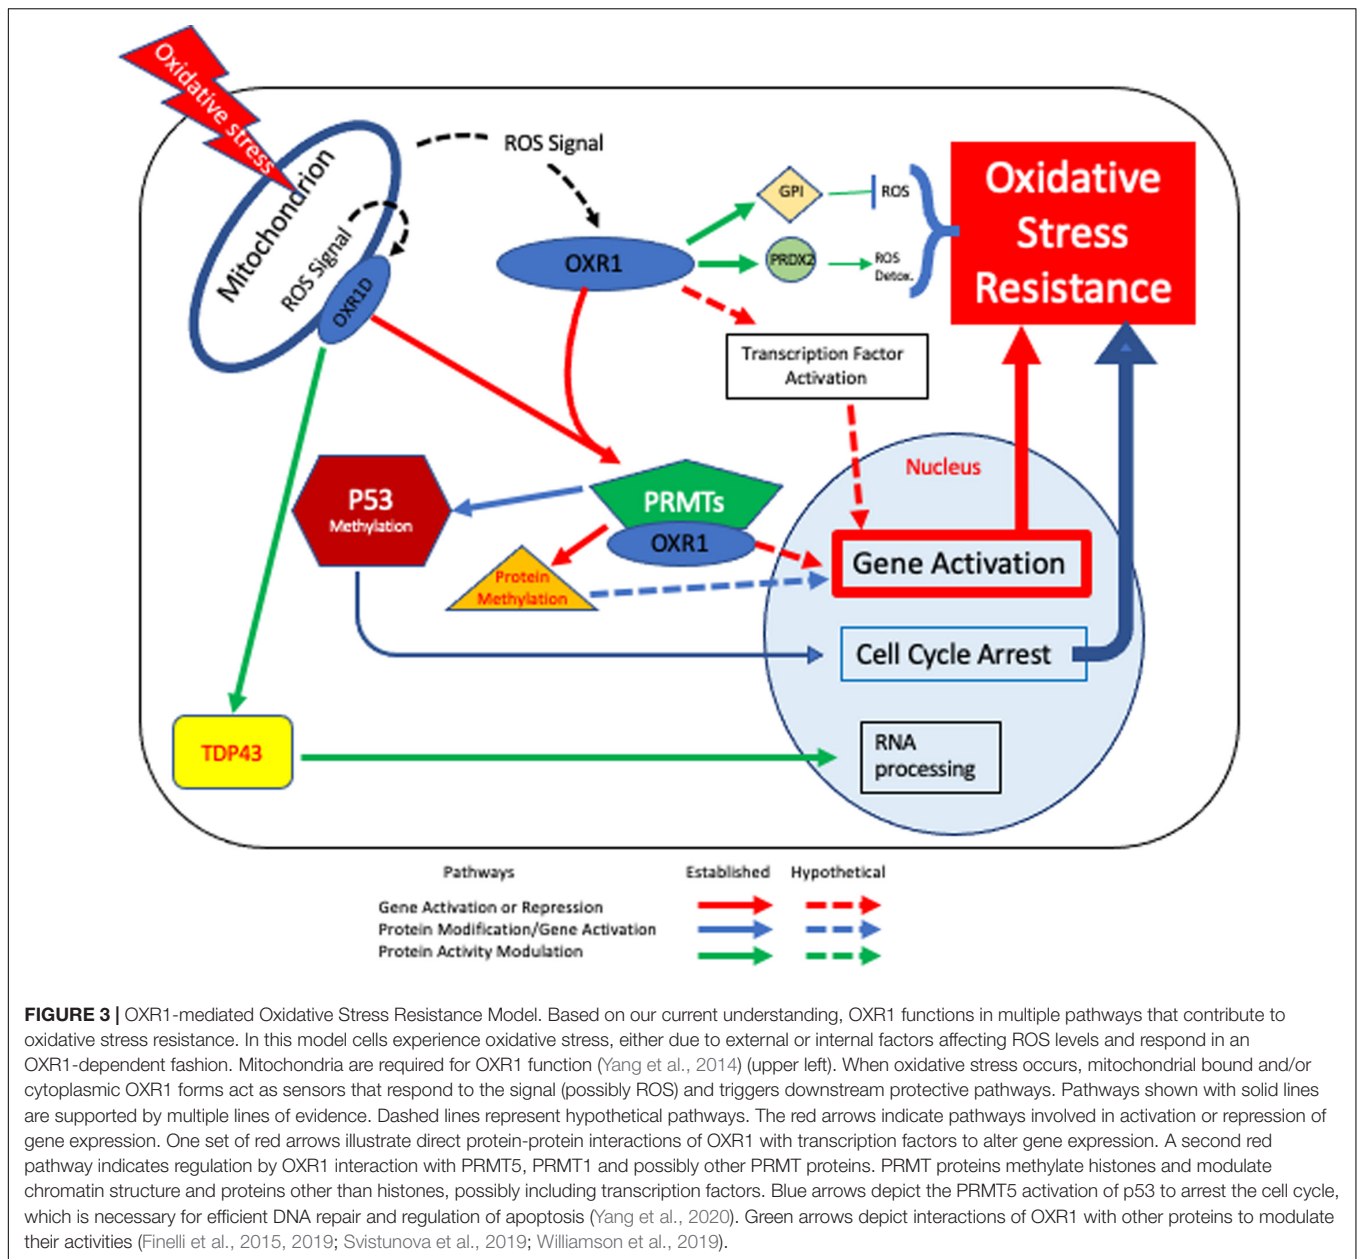 Oxidative stress
Mitochondrion
ROS Signal
OXR1D
ROS Signal
OXR1
GPI
ROS
PRDX2
ROS
Detox.
Oxidative
Stress
Resistance
Transcription Factor
Activation
Nucleus
P53
Methylation
PRMTs
OXR1
Protein
Methylation
Gene Activation
Cell Cycle Arrest
TDP43
RNA
processing
Pathways Established Hypothetical
Gene Activation or Repression
Protein Modification/Gene Activation
Protein Activity Modulation
FIGURE 3 | OXR1-mediated Oxidative Stress Resistance Model. Based on our current understanding, OXR1 functions in multiple pathways that contribute to
oxidative stress resistance. In this model cells experience oxidative stress, either due to external or internal factors affecting ROS levels and respond in an
OXR1-dependent fashion. Mitochondria are required for OXR1 function (Yang et al., 2014) (upper left). When oxidative stress occurs, mitochondrial bound and/or
cytoplasmic OXR1 forms act as sensors that respond to the signal (possibly ROS) and triggers downstream protective pathways. Pathways shown with solid lines
are supported by multiple lines of evidence. Dashed lines represent hypothetical pathways. The red arrows indicate pathways involved in activation or repression of
gene expression. One set of red arrows illustrate direct protein-protein interactions of OXR1 with transcription factors to alter gene expression. A second red
pathway indicates regulation by OXR1 interaction with PRMT5, PRMT1 and possibly other PRMT proteins. PRMT proteins methylate histones and modulate
chromatin structure and proteins other than histones, possibly including transcription factors. Blue arrows depict the PRMT5 activation of p53 to arrest the cell cycle,
which is necessary for efficient DNA repair and regulation of apoptosis (Yang et al., 2020). Green arrows depict interactions of OXR1 with other proteins to modulate
their activities (Finelli et al., 2015, 2019; Svistunova et al., 2019; Williamson et al., 2019).